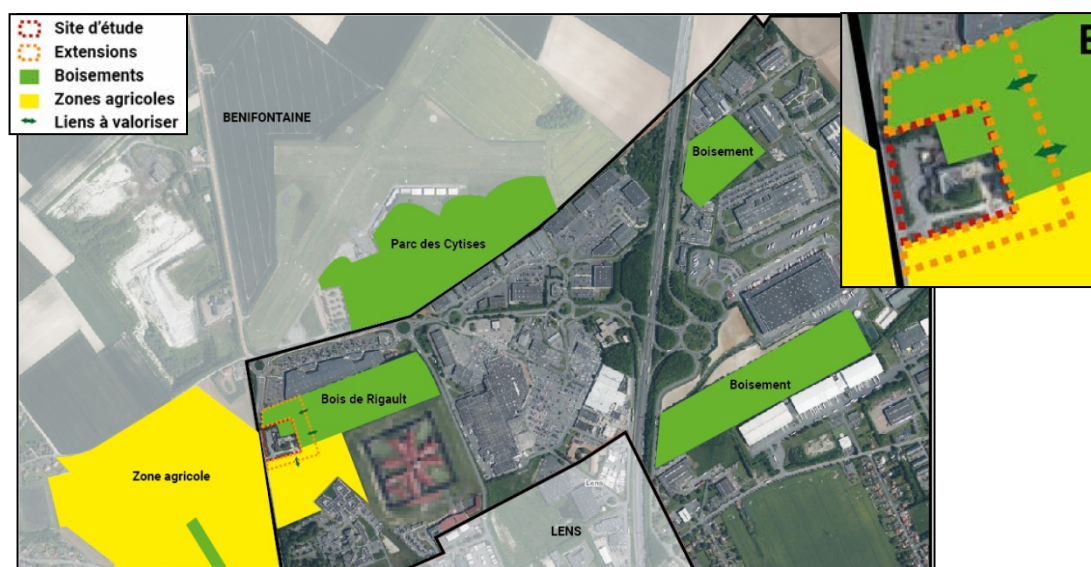 Site d'étude
Extensions
Boisements
Zones agricoles
Liens à valoriser
BENIFONTAINE
Boisement
Parc des Cytises
Boisement
Bois de Rigault
Zone agricole
Lens
LENS
B